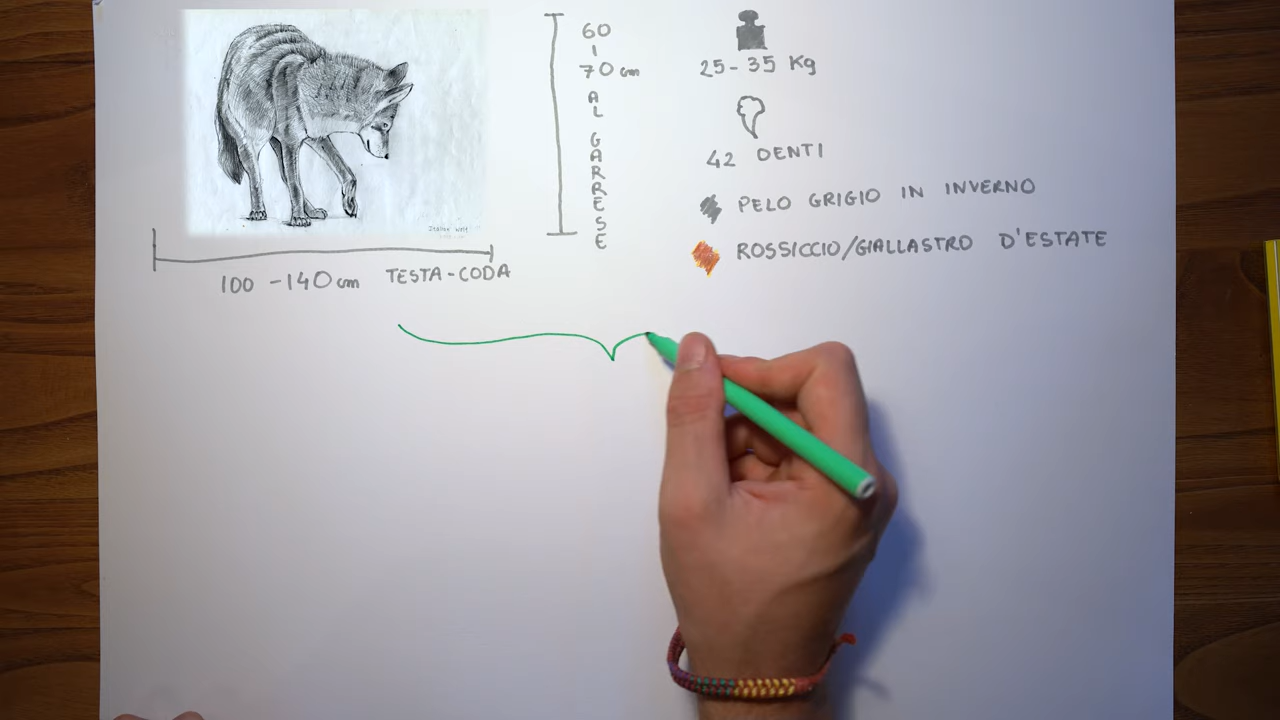 60
-
70 cm
AL
GARRESE
25-35 Kg
42 DENTI
PELO GRIGIO IN INVERNO
ROSSICCIO/GIALLASTRO D'ESTATE
100 -140 cm TESTA-CODA